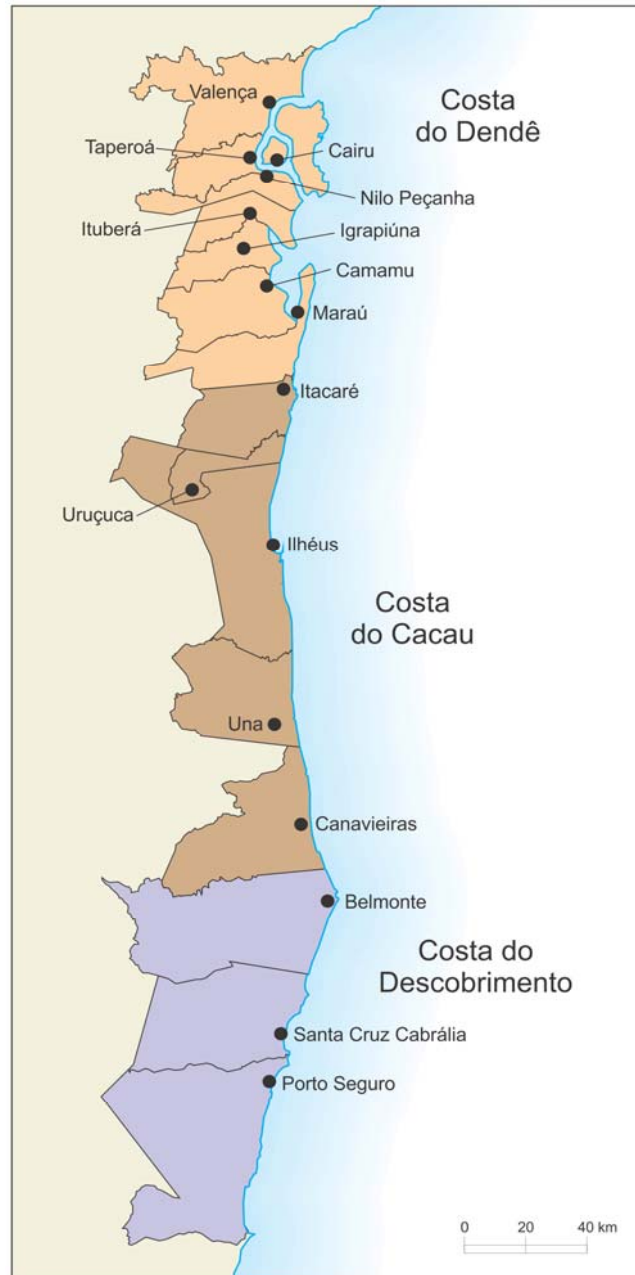 Valença
Costa
do Dendê
Taperoá
Cairu
Nilo Peçanha
Ituberá
Igrapiúna
Camamu
Maraú
Itacaré
Uruçuca
Ilhéus
Costa
do Cacau
Una
Canavieiras
Belmonte
Costa do
Descobrimento
Santa Cruz Cabrália
Porto Seguro
0 20 40 km